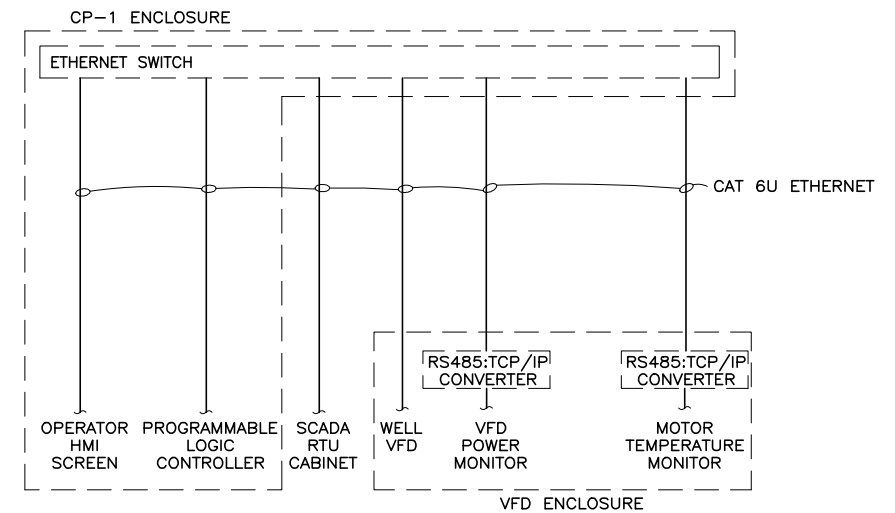 CP-1 ENCLOSURE
ETHERNET SWITCH
CAT 6U ETHERNET
RS485:TCP/IP
CONVERTER
RS485:TCP/IP
CONVERTER
OPERATOR
HMI
SCREEN
PROGRAMMABLE
LOGIC
CONTROLLER
SCADA
RTU
CABINET
WELL
VFD
VFD
POWER
MONITOR
MOTOR
TEMPERATURE
MONITOR
VFD ENCLOSURE